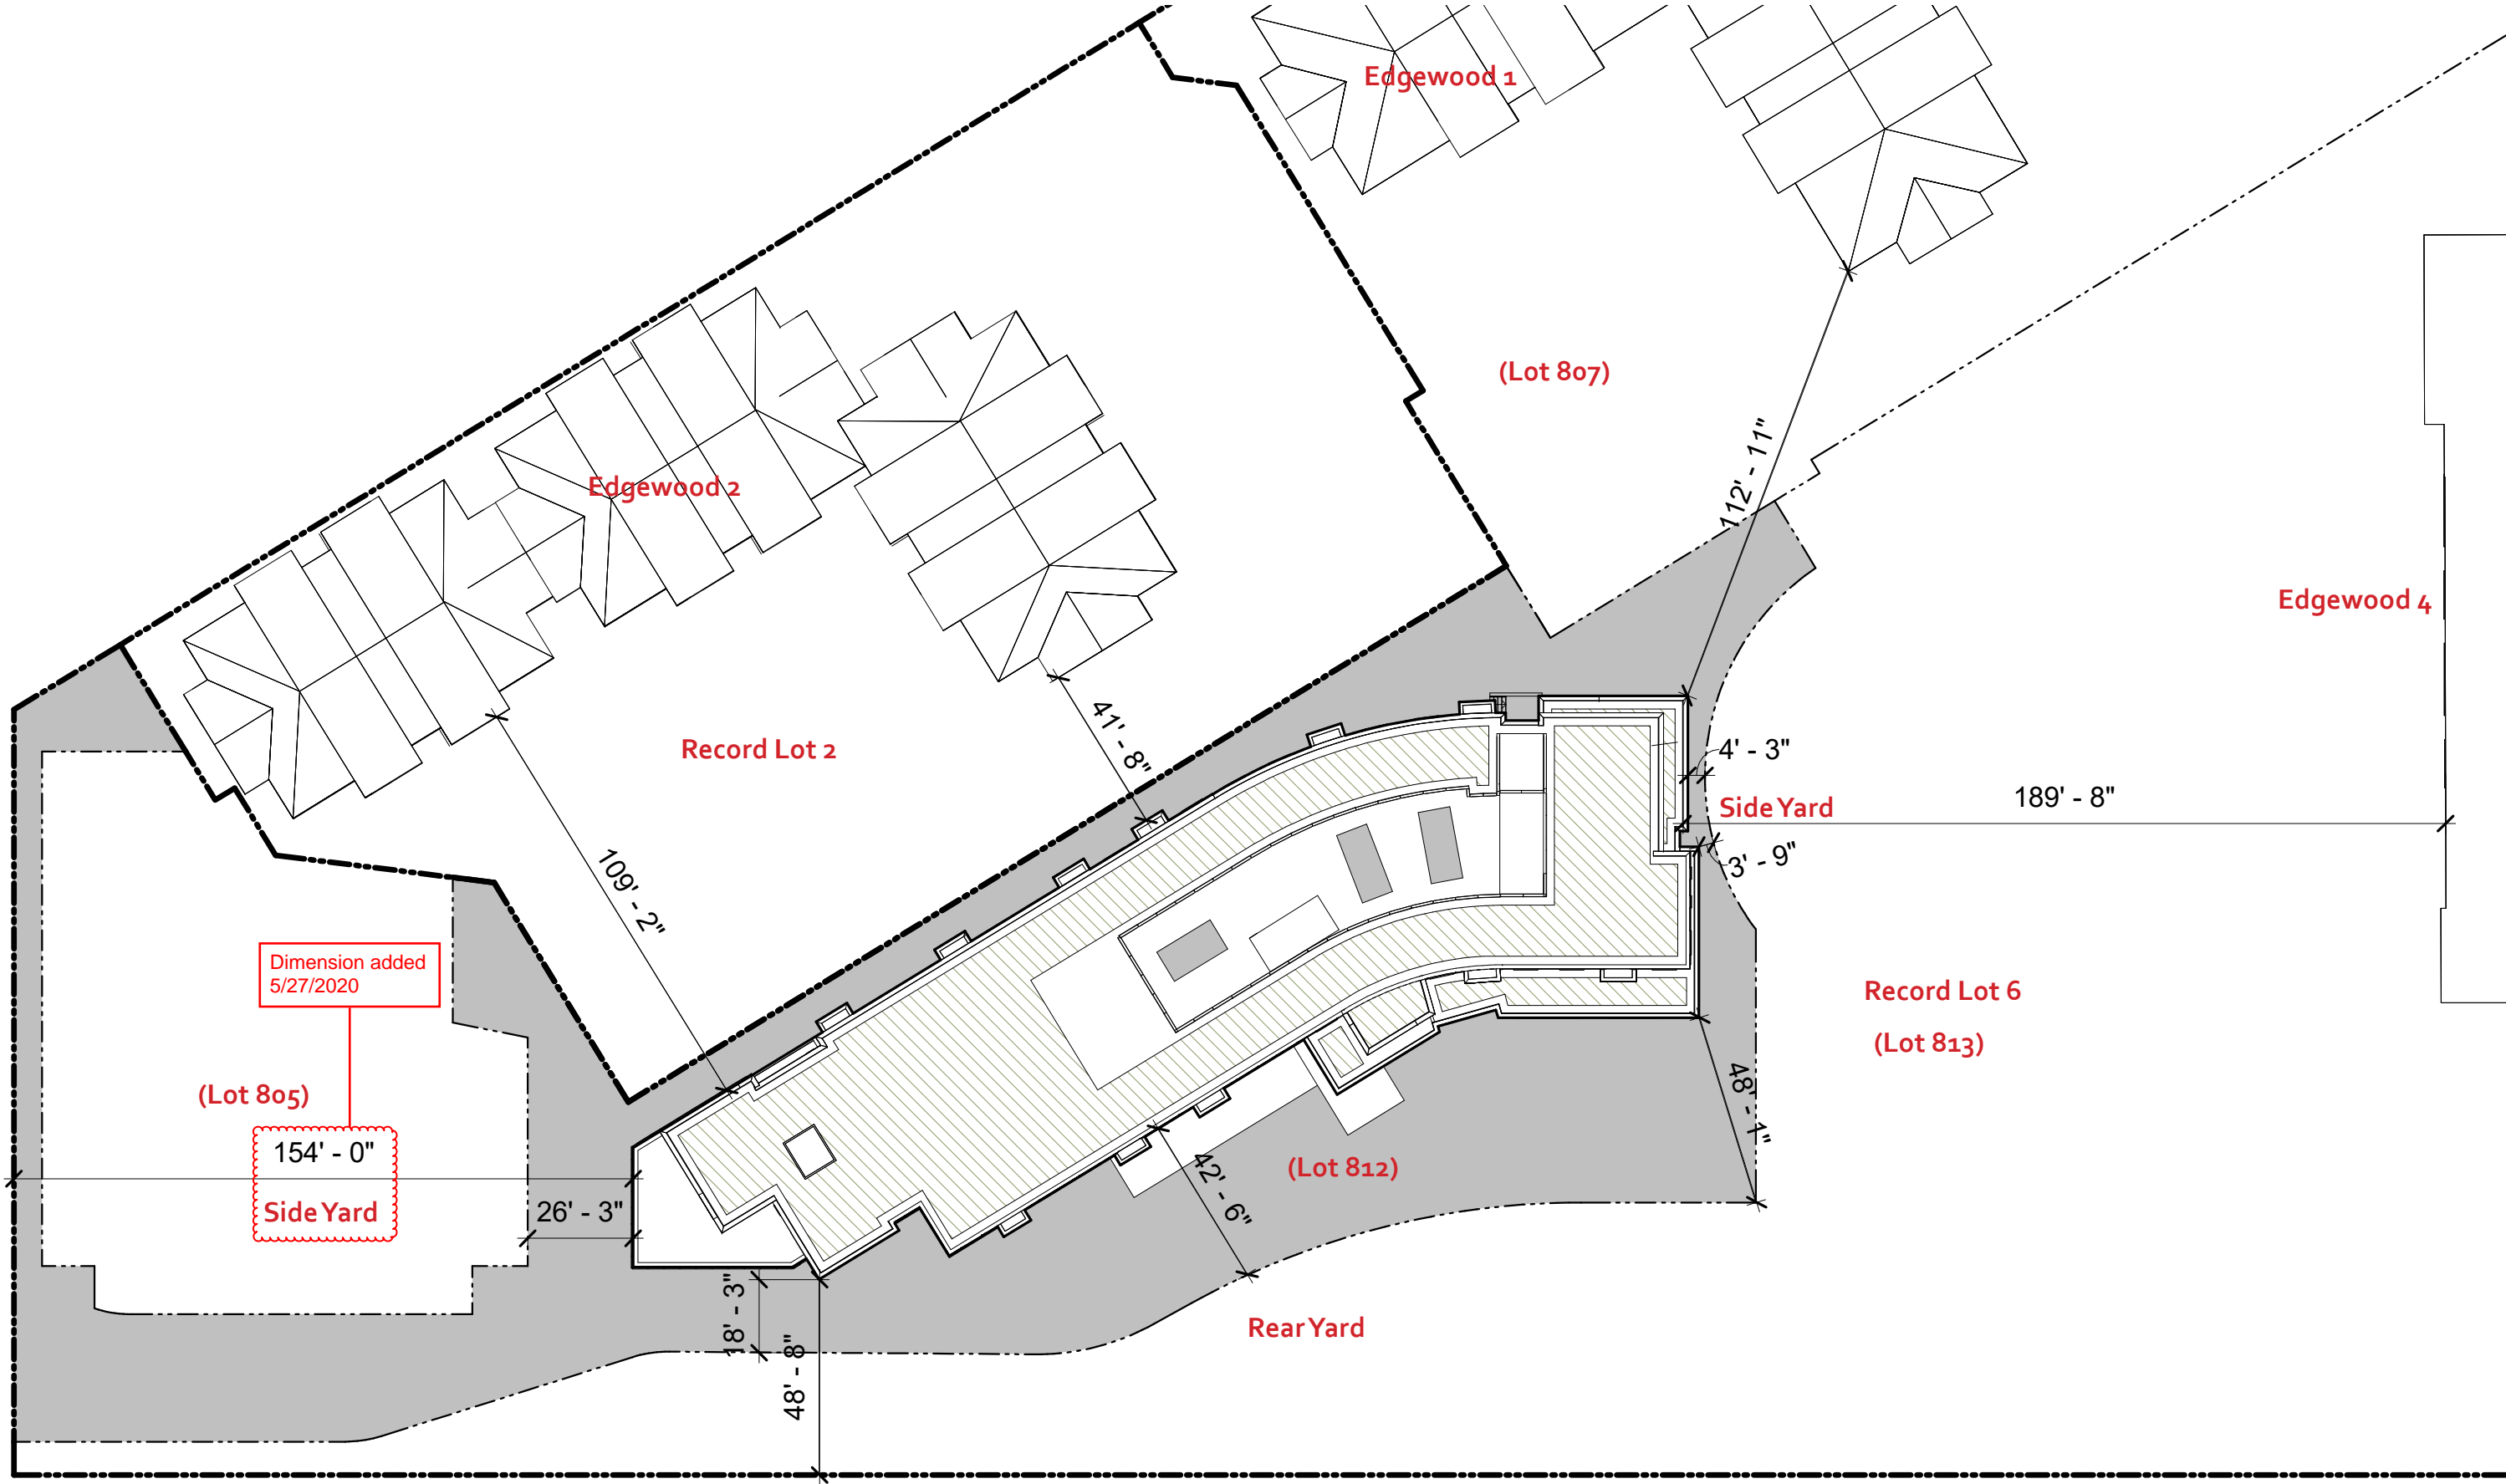 Edgewood 1
(Lot 807)
112' - 11"
Edgewood 2
Edgewood 4
41' - 8"
Record Lot 2
4' - 3"
Side Yard
189' - 8"
3' - 9"
109' - 2"
Dimension added
5/27/2020
Record Lot 6
(Lot 813)
(Lot 805)
48' - 1"
154' - 0"
Side Yard
26' - 3"
(Lot 812)
42' - 6"
18' - 3"
Rear Yard
48' - 8"